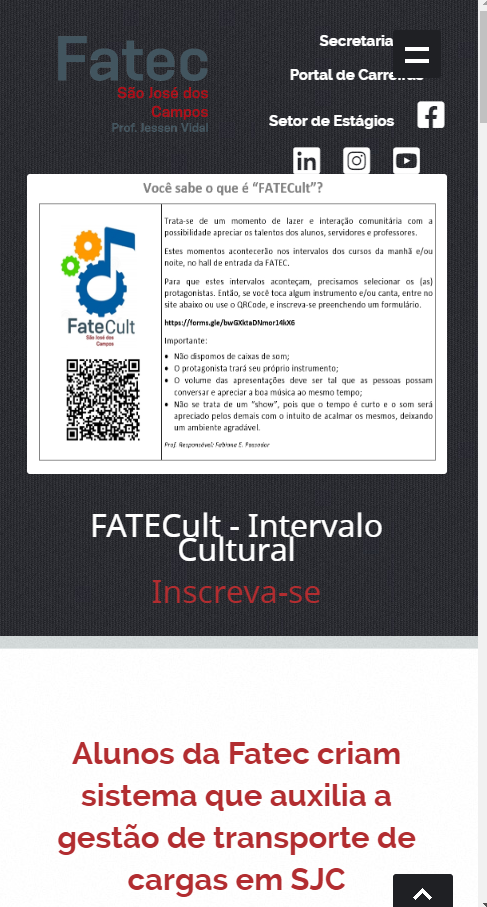 Fatec
São José dos
Campos
Prof. Jessen Vidal
Secretaria
Portal de Carreiras
Setor de Estágios
Você sabe o que é “FATECult”?
Trata-se de um momento de lazer e interação comunitária com a
possibilidade apreciar os talentos dos alunos, servidores e professores.
Estes momentos acontecerão nos intervalos dos cursos da manhã e/ou
noite, no hall de entrada da FATEC.
Para que estes intervalos aconteçam, precisamos selecionar os (as)
protagonistas. Então, se você toca algum instrumento e/ou canta, entre no
site abaixo ou use o QRCode, e inscreva-se preenchendo um formulário.
Importante:
• Não dispomos de caixas de som;
• O protagonista trará seu próprio instrumento;
• O volume das apresentações deve ser tal que as pessoas possam
conversar e apreciar a boa música ao mesmo tempo;
• Não se trata de um “show”, pois que o tempo é curto e o som será
apreciado pelos demais com o intuito de acalmar os mesmos, deixando
um ambiente agradável.
Prof. Responsável: Fabiana E.
FateCult
São José dos
Campos
FATECult - Intervalo
Cultural
Inscreva-se
Alunos da Fatec criam
sistema que auxilia a
gestão de transporte de
cargas em SJC